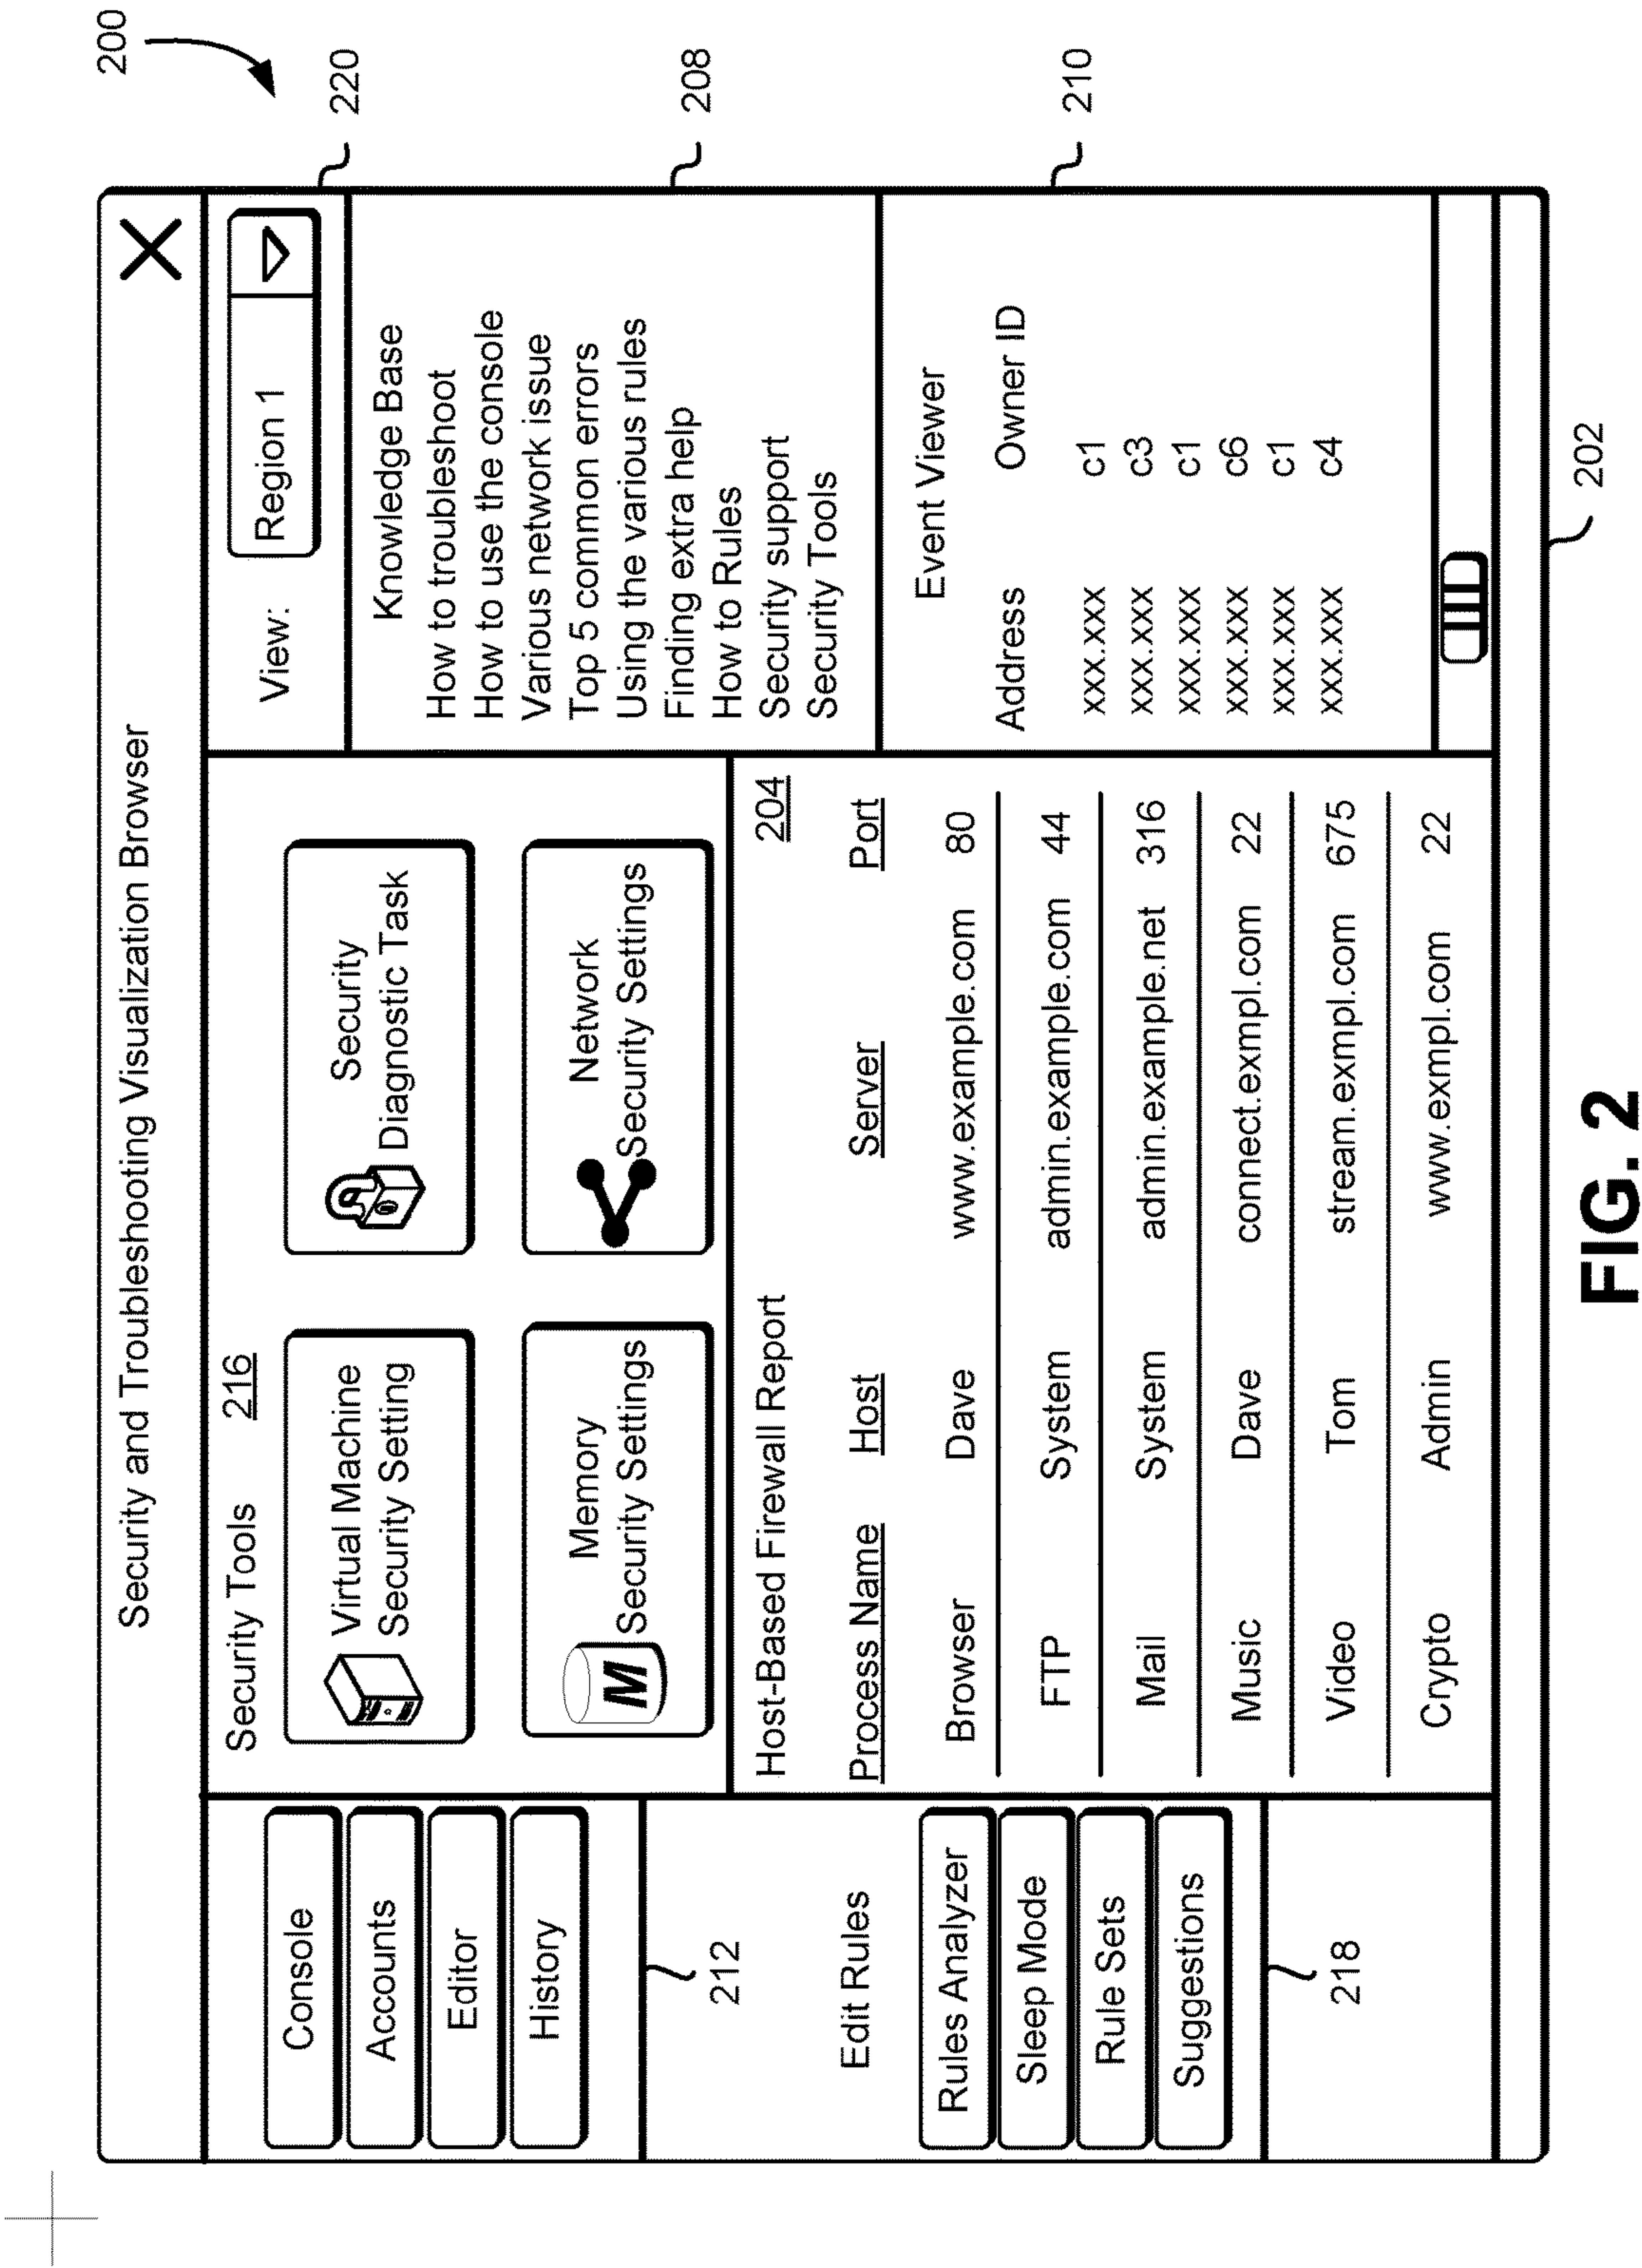 200
Security and Troubleshooting Visualization Browser
Console
Accounts
Editor
History
212
Edit Rules
Rules Analyzer
Sleep Mode
Rule Sets
Suggestions
218
Security Tools 216
Virtual Machine
Security Setting
Security
Diagnostic Task
Memory
M Security Settings
Network
Security Settings
Host-Based Firewall Report 204
Process Name Host Server Port
Browser Dave www.example.com 80
FTP System admin.example.com 44
Mail System admin.example.net 316
Music Dave connect.exmpl.com 22
Video Tom stream.exmpl.com 675
Crypto Admin www.exmpl.com 22
View: Region 1
220
Knowledge Base
How to troubleshoot
How to use the console
Various network issue
Top 5 common errors
Using the various rules
Finding extra help
How to Rules
Security support
Security Tools
208
Event Viewer
Address Owner ID
xxx.xxx c1
xxx.xxx c3
xxx.xxx c1
xxx.xxx c6
xxx.xxx c1
xxx.xxx c4
210
202
FIG. 2